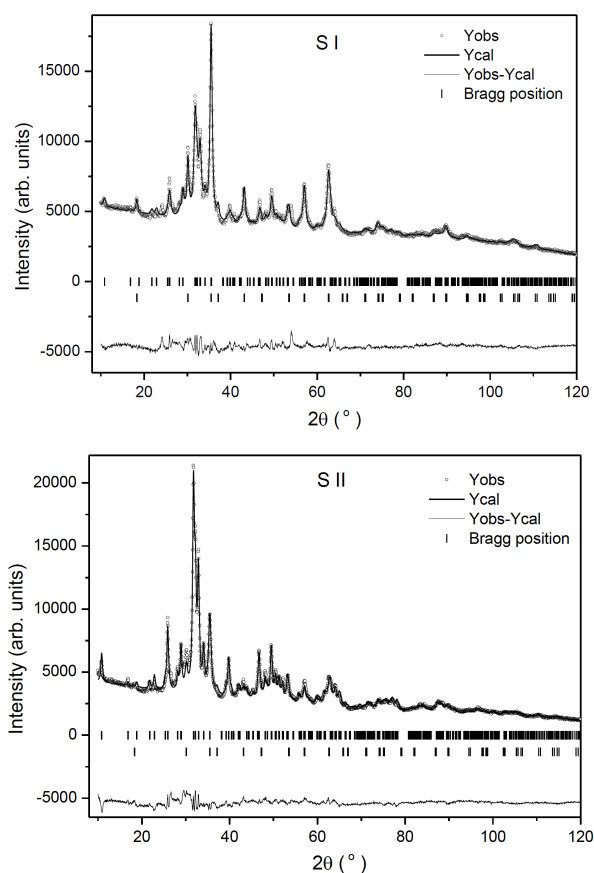 S I
Yobs
Ycal
Yobs-Ycal
Bragg position
15000
10000
5000
0
-5000
Intensity (arb. units)
20 40 60 80 100 120
2θ ( ° )
S II
Yobs
Ycal
Yobs-Ycal
Bragg position
20000
15000
10000
5000
0
-5000
Intensity (arb. units)
20 40 60 80 100 120
2θ ( ° )